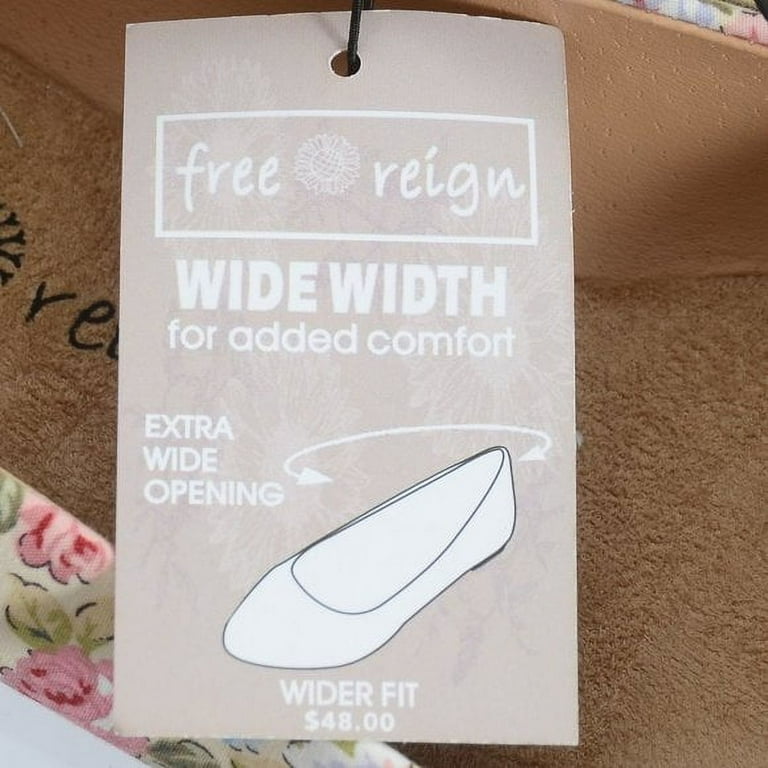 free reign
WIDE WIDTH
for added comfort
EXTRA
WIDE
OPENING
WIDER FIT
$48.00